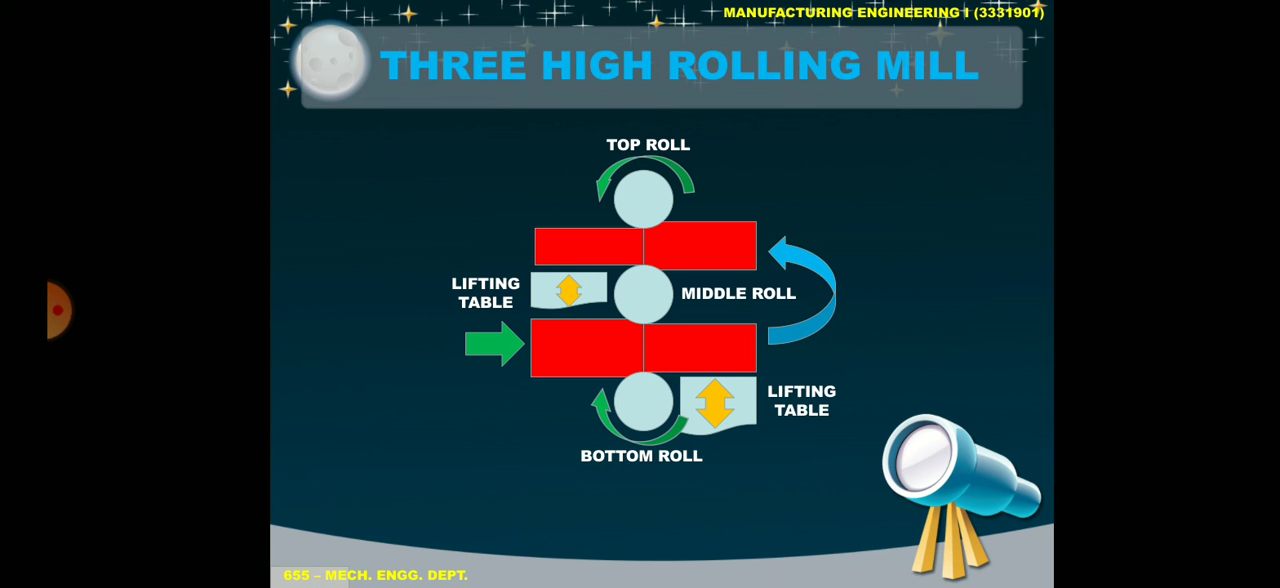 MANUFACTURING ENGINEERING I (3331901)
THREE HIGH ROLLING MILL
TOP ROLL
LIFTING
TABLE
MIDDLE ROLL
LIFTING
TABLE
BOTTOM ROLL
655 – MECH. ENGG. DEPT.